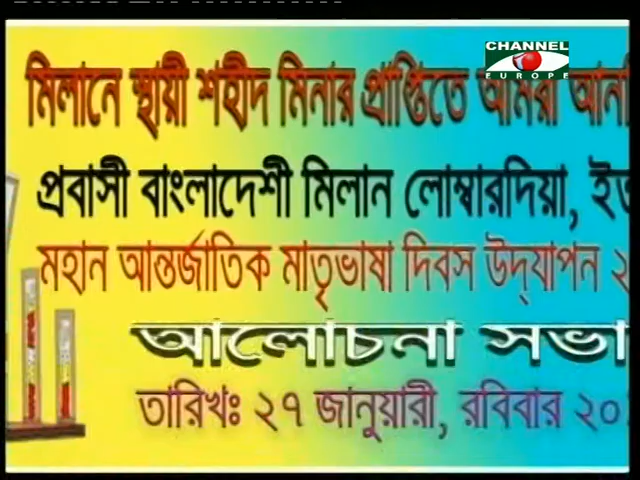 CHANNEL
EUROPE
মিলানে স্থায়ী শহীদ মিনার প্রাপ্তিতে আমরা
প্রবাসী বাংলাদেশী মিলান লোম্বারদিয়া,
মহান আন্তর্জাতিক মাতৃভাষা দিবস উদ্‌যাপন
আলোচনা সভা
তারিখঃ ২৭ জানুয়ারী, রবিবার